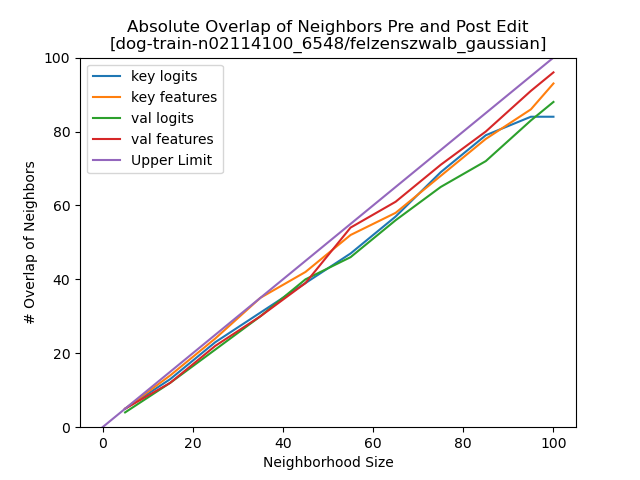 Absolute Overlap of Neighbors Pre and Post Edit
[dog-train-n02114100_6548/felzenszwalb_gaussian]
100
80
60
40
20
0
# Overlap of Neighbors
key logits
key features
val logits
val features
Upper Limit
0 20 40 60 80 100
Neighborhood Size